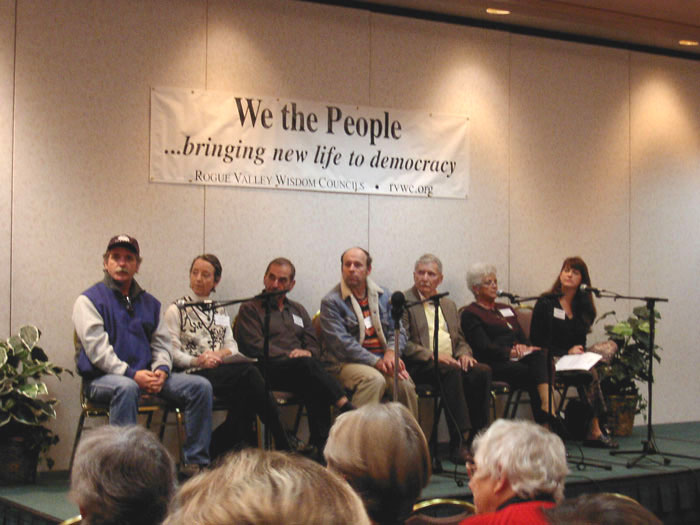 We the People
...bringing new life to democracy
ROGUE VALLEY WISDOM COUNCILS • rvwc.org